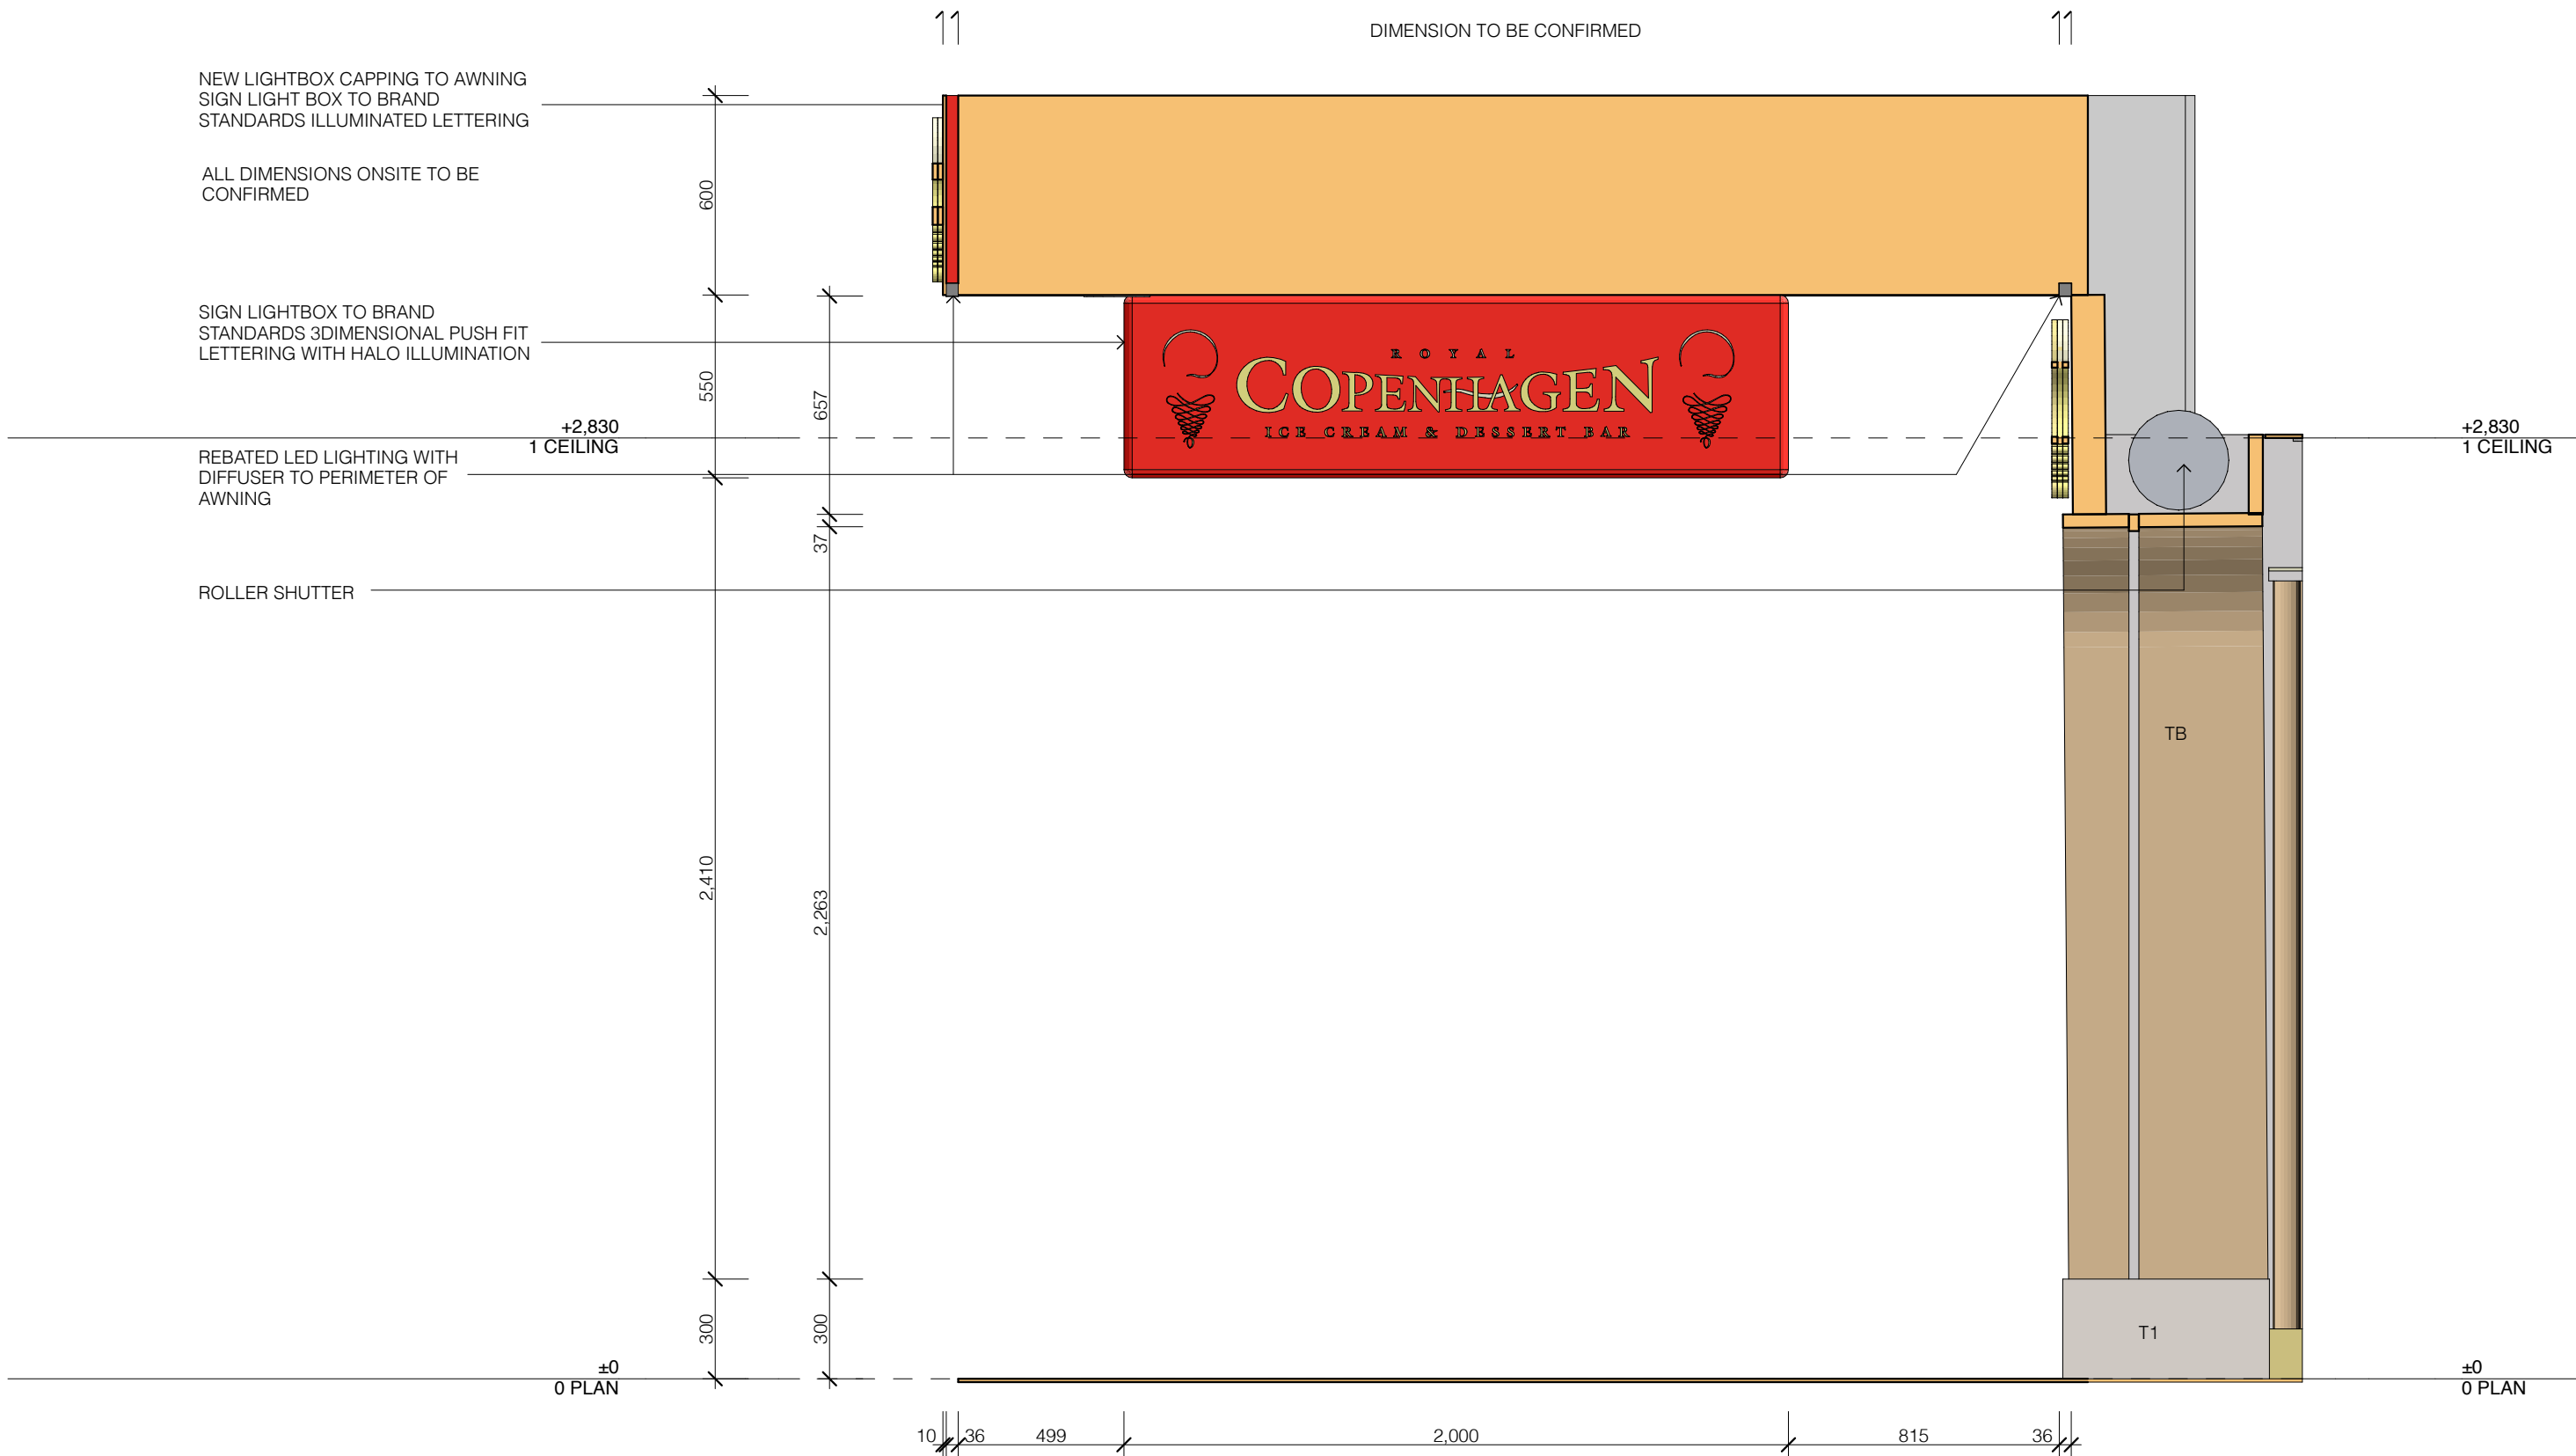 DIMENSION TO BE CONFIRMED
NEW LIGHTBOX CAPPING TO AWNING
SIGN LIGHT BOX TO BRAND
STANDARDS ILLUMINATED LETTERING
ALL DIMENSIONS ONSITE TO BE
CONFIRMED
600
SIGN LIGHTBOX TO BRAND
STANDARDS 3DIMENSIONAL PUSH FIT
LETTERING WITH HALO ILLUMINATION
550
657
ROYAL
COPENHAGEN
ICE CREAM & DESSERT BAR
+2,830
1 CEILING
+2,830
1 CEILING
REBATED LED LIGHTING WITH
DIFFUSER TO PERIMETER OF
AWNING
37
ROLLER SHUTTER
TB
2,410
2,263
300
300
T1
±0
0 PLAN
±0
0 PLAN
10 36 499 2,000 815 36